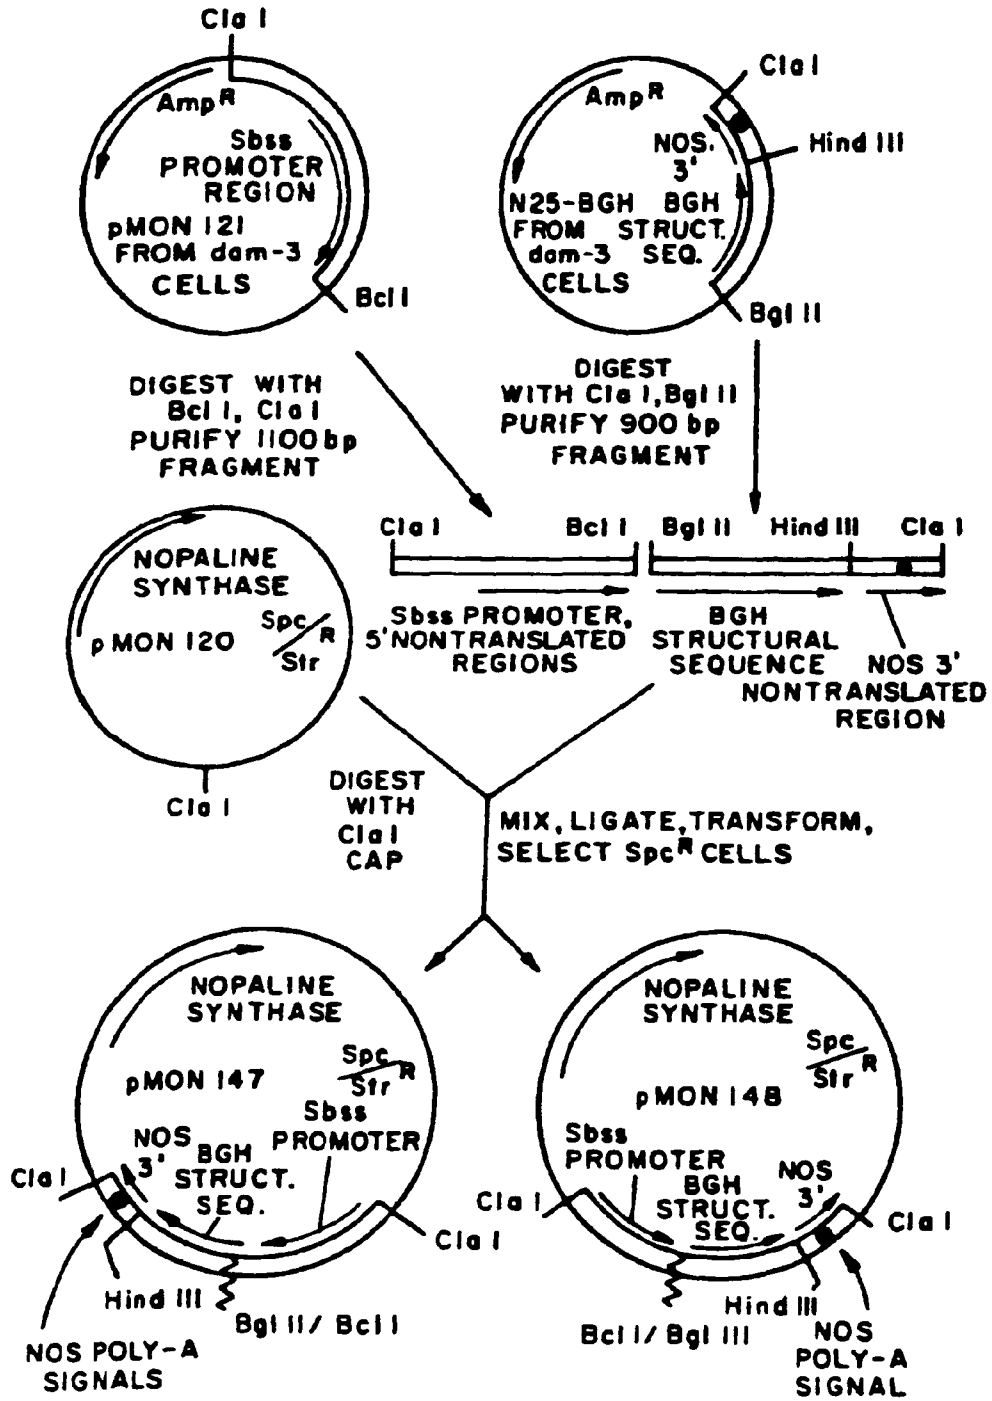 Cla I
Amp R
Sbss
PROMOTER
REGION
pMON 121
FROM dam-3
CELLS
Bcl I
Cla I
Amp R
Hind III
NOS.
3'
N25-BGH BGH
FROM STRUCT.
dam-3 SEQ.
CELLS
Bgl II
DIGEST WITH
Bcl I, Cla I
PURIFY 1100 bp
FRAGMENT
DIGEST
WITH Cla I, Bgl II
PURIFY 900 bp
FRAGMENT
NOPALINE
SYNTHASE
pMON 120
Spc R
Str
Cla I
Cla I Bcl I Bgl II Hind III Cla I
Sbss PROMOTER,
5' NONTRANSLATED
REGIONS
BGH
STRUCTURAL
SEQUENCE
NOS 3'
NONTRANSLATED
REGION
DIGEST
WITH
Cla I
CAP
MIX, LIGATE, TRANSFORM,
SELECT Spc R CELLS
NOPALINE
SYNTHASE
Spc R
Str
pMON 147
Sbss
PROMOTER
NOS
3'
BGH
STRUCT.
SEQ.
Cla I
Cla I
Hind III
Bgl II / Bcl I
NOS POLY-A
SIGNALS
NOPALINE
SYNTHASE
Spc R
Str
pMON 148
Sbss
PROMOTER
BGH
STRUCT.
SEQ.
NOS
3'
Cla I
Cla I
Hind III
Bcl I / Bgl III
NOS
POLY-A
SIGNAL